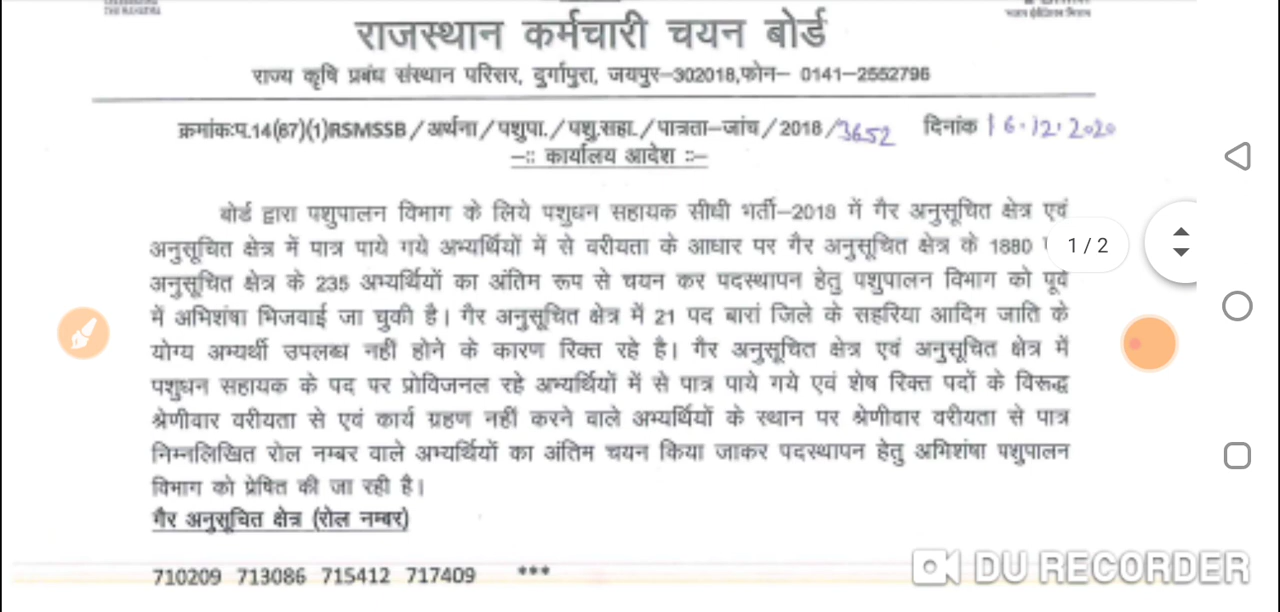 राजस्थान कर्मचारी चयन बोर्ड
राज्य कृषि प्रबंध संस्थान परिसर, दुर्गापुरा, जयपुर–302018,फोन– 0141–2552796
क्रमांकःप.14(67)(1)RSMSSB/अर्थना/पशुपा./पशु.सहा./पात्रता–जांच/2018/3652 दिनांक 16.12.2020
–:: कार्यालय आदेश ::–
बोर्ड द्वारा पशुपालन विभाग के लिये पशुधन सहायक सीधी भर्ती–2018 में गैर अनुसूचित क्षेत्र एवं
अनुसूचित क्षेत्र में पात्र पाये गये अभ्यर्थियों में से वरीयता के आधार पर गैर अनुसूचित क्षेत्र के 1880
1 / 2
अनुसूचित क्षेत्र के 235 अभ्यर्थियों का अंतिम रूप से चयन कर पदस्थापन हेतु पशुपालन विभाग को पूर्व
में अभिशंषा भिजवाई जा चुकी है। गैर अनुसूचित क्षेत्र में 21 पद बारां जिले के सहरिया आदिम जाति के
योग्य अभ्यर्थी उपलब्ध नहीं होने के कारण रिक्त रहे है। गैर अनुसूचित क्षेत्र एवं अनुसूचित क्षेत्र में
पशुधन सहायक के पद पर प्रोविजनल रहे अभ्यर्थियों में से पात्र पाये गये एवं शेष रिक्त पदों के विरूद्ध
श्रेणीवार वरीयता से एवं कार्य ग्रहण नहीं करने वाले अभ्यर्थियों के स्थान पर श्रेणीवार वरीयता से पात्र
निम्नलिखित रोल नम्बर वाले अभ्यर्थियों का अंतिम चयन किया जाकर पदस्थापन हेतु अभिशंषा पशुपालन
विभाग को प्रेषित की जा रही है।
गैर अनुसूचित क्षेत्र (रोल नम्बर)
710209 713086 715412 717409 ***
DU RECORDER